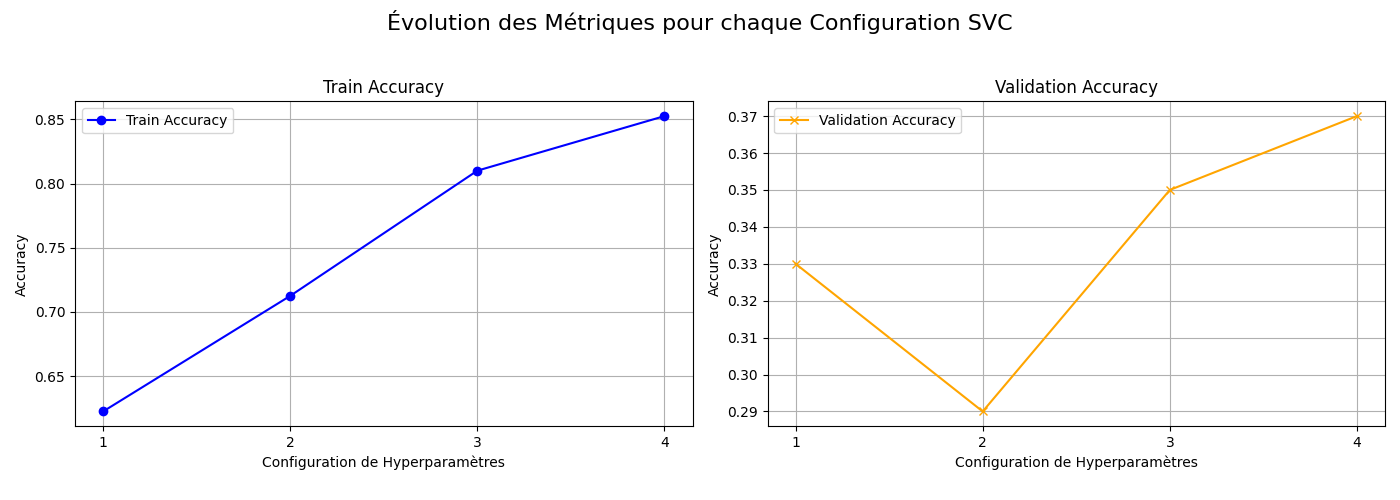 Évolution des Métriques pour chaque Configuration SVC
Train Accuracy
Train Accuracy
0.85
0.80
0.75
0.70
0.65
Accuracy
1 2 3 4
Configuration de Hyperparamètres
Validation Accuracy
Validation Accuracy
0.37
0.36
0.35
0.34
0.33
0.32
0.31
0.30
0.29
Accuracy
1 2 3 4
Configuration de Hyperparamètres